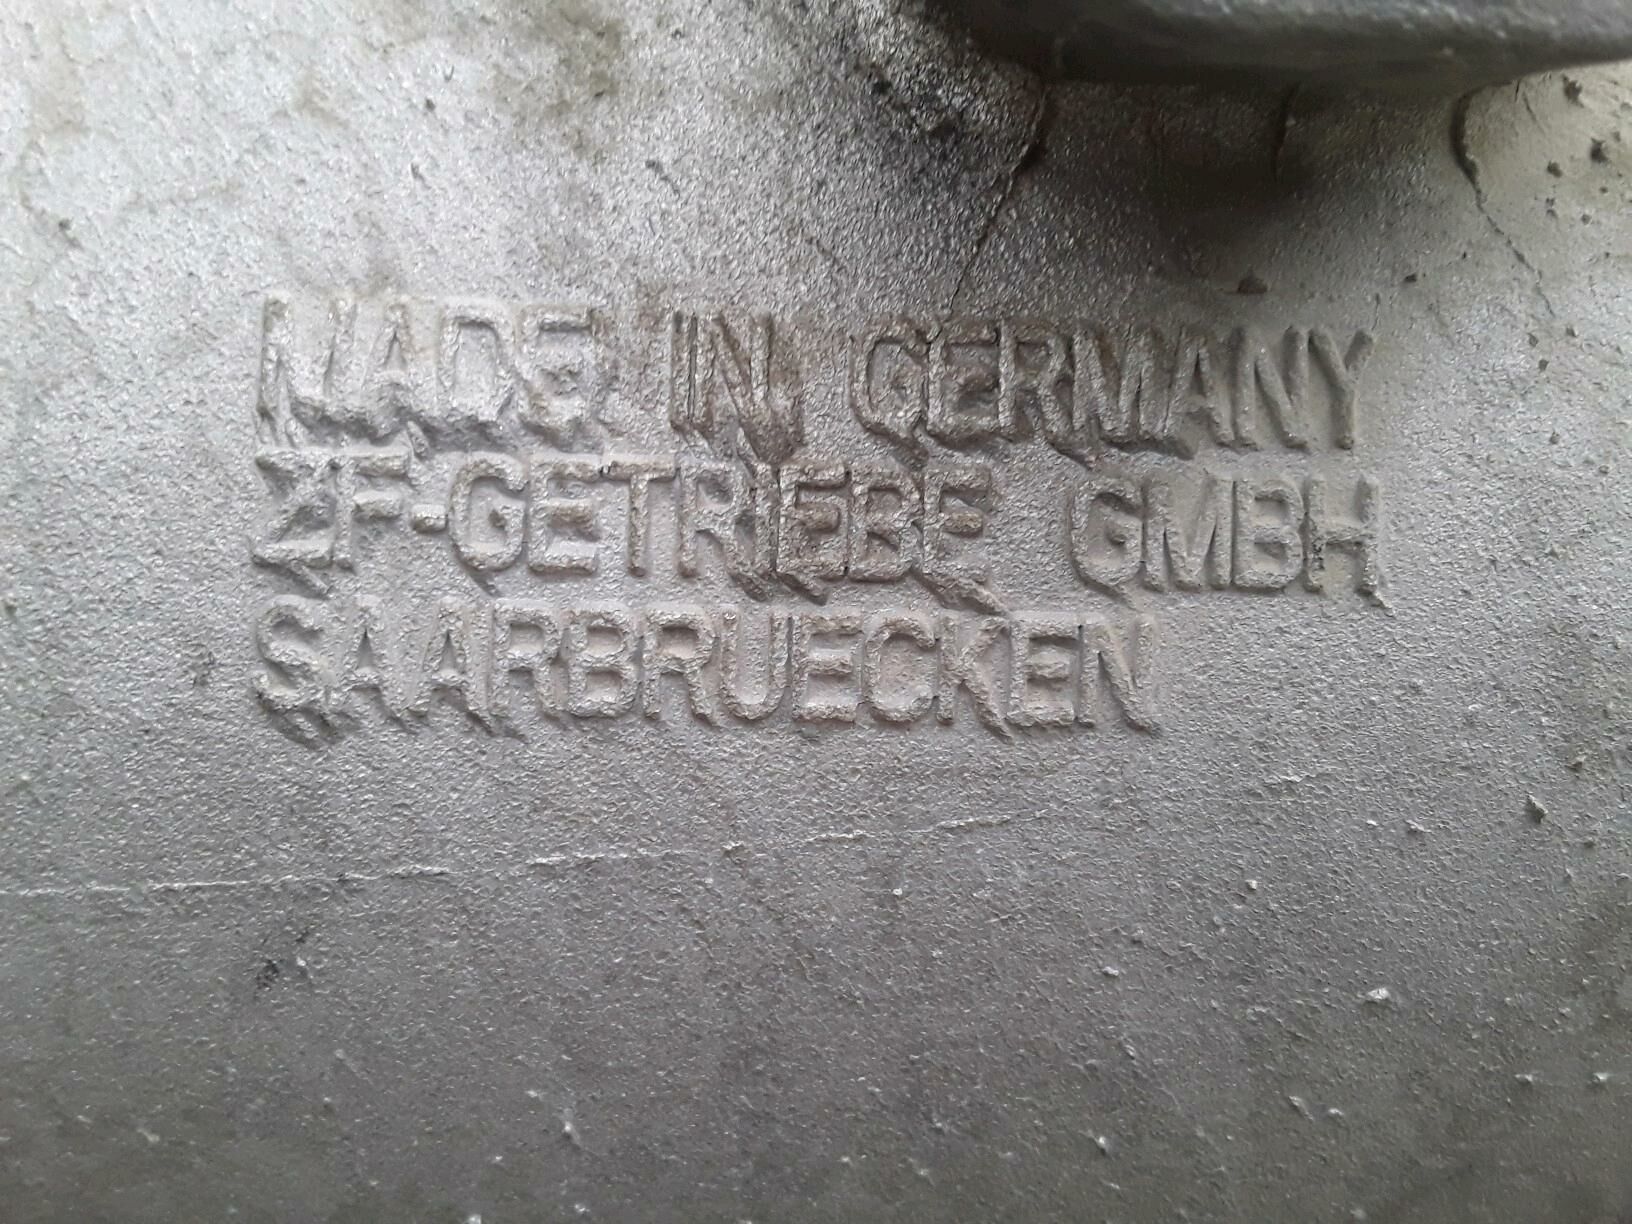 MADE IN GERMANY
ZF-GETRIEBE GMBH
SAARBRUECKEN